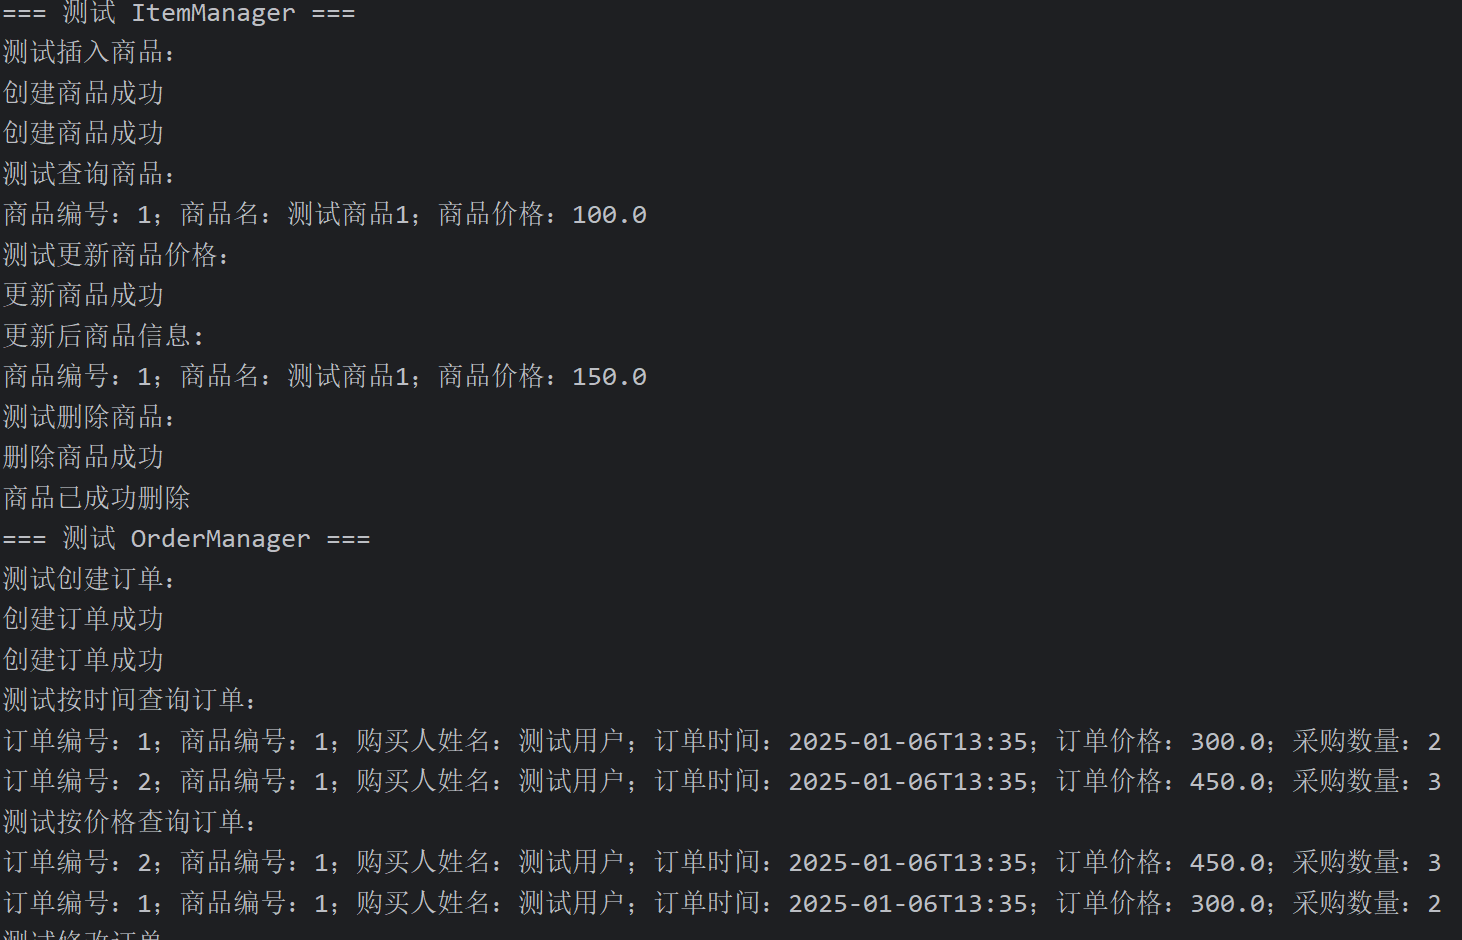 === 测试 ItemManager ===
测试插入商品：
创建商品成功
创建商品成功
测试查询商品：
商品编号：1；商品名：测试商品1；商品价格：100.0
测试更新商品价格：
更新商品成功
更新后商品信息：
商品编号：1；商品名：测试商品1；商品价格：150.0
测试删除商品：
删除商品成功
商品已成功删除
=== 测试 OrderManager ===
测试创建订单：
创建订单成功
创建订单成功
测试按时间查询订单：
订单编号：1；商品编号：1；购买人姓名：测试用户；订单时间：2025-01-06T13:35；订单价格：300.0；采购数量：2
订单编号：2；商品编号：1；购买人姓名：测试用户；订单时间：2025-01-06T13:35；订单价格：450.0；采购数量：3
测试按价格查询订单：
订单编号：2；商品编号：1；购买人姓名：测试用户；订单时间：2025-01-06T13:35；订单价格：450.0；采购数量：3
订单编号：1；商品编号：1；购买人姓名：测试用户；订单时间：2025-01-06T13:35；订单价格：300.0；采购数量：2
测试修改订单